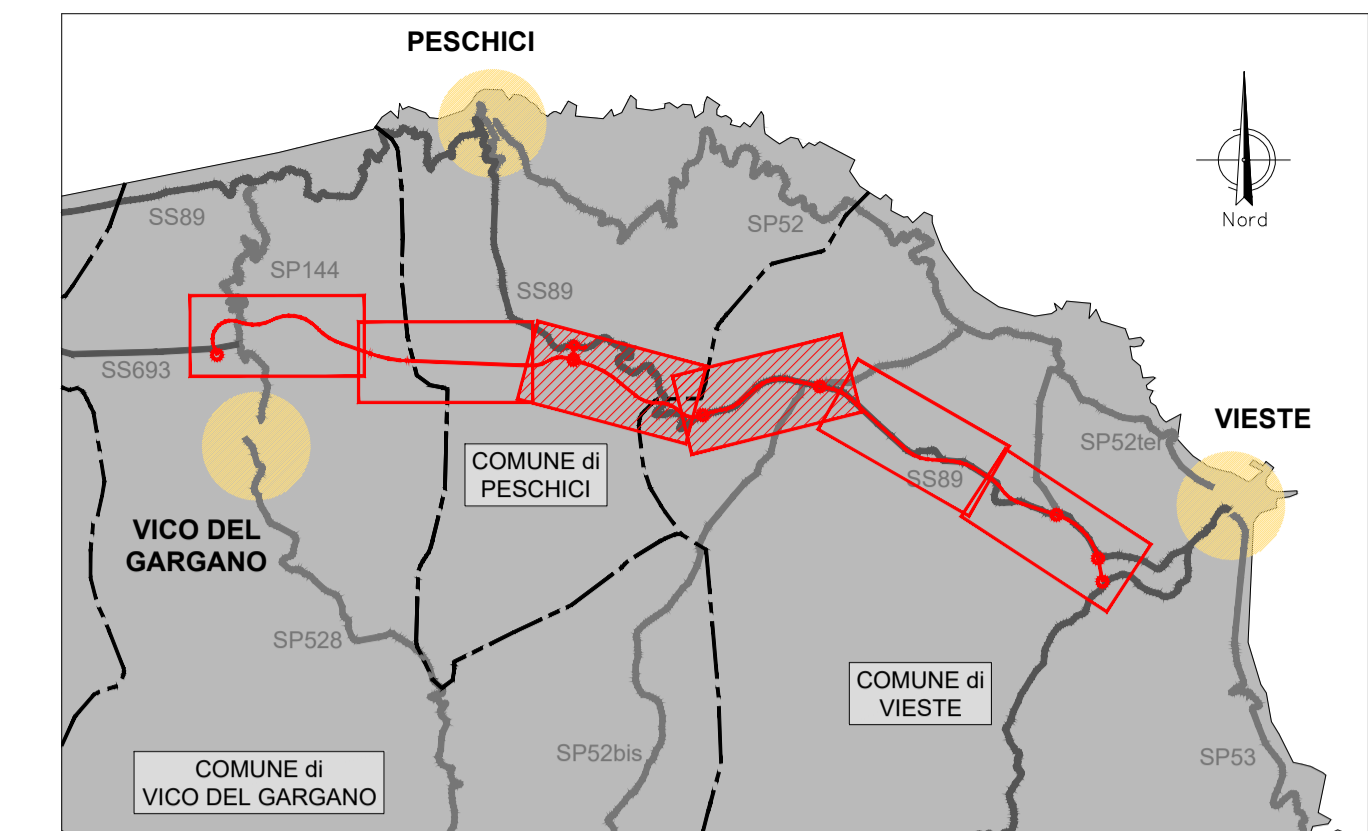 PESCHICI
Nord
SS89
SP52
SP144
SS89
SS693
VIESTE
SP52ter
COMUNE di
PESCHICI
SS89
VICO DEL
GARGANO
SP528
COMUNE di
VIESTE
SP52bis
SP53
COMUNE di
VICO DEL GARGANO